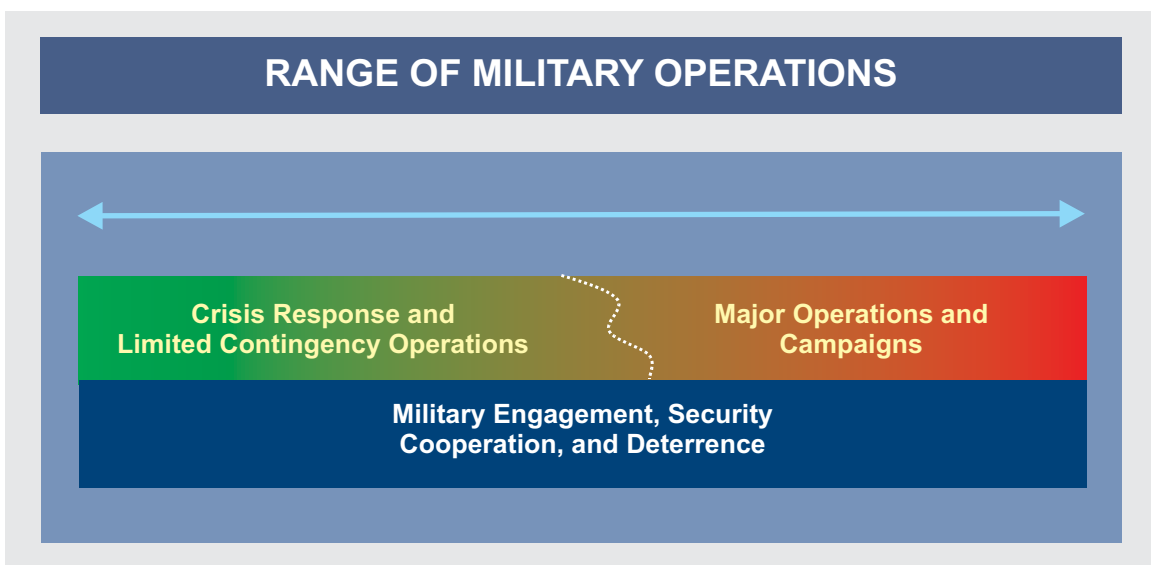 RANGE OF MILITARY OPERATIONS
Crisis Response and
Limited Contingency Operations
Major Operations and
Campaigns
Military Engagement, Security
Cooperation, and Deterrence